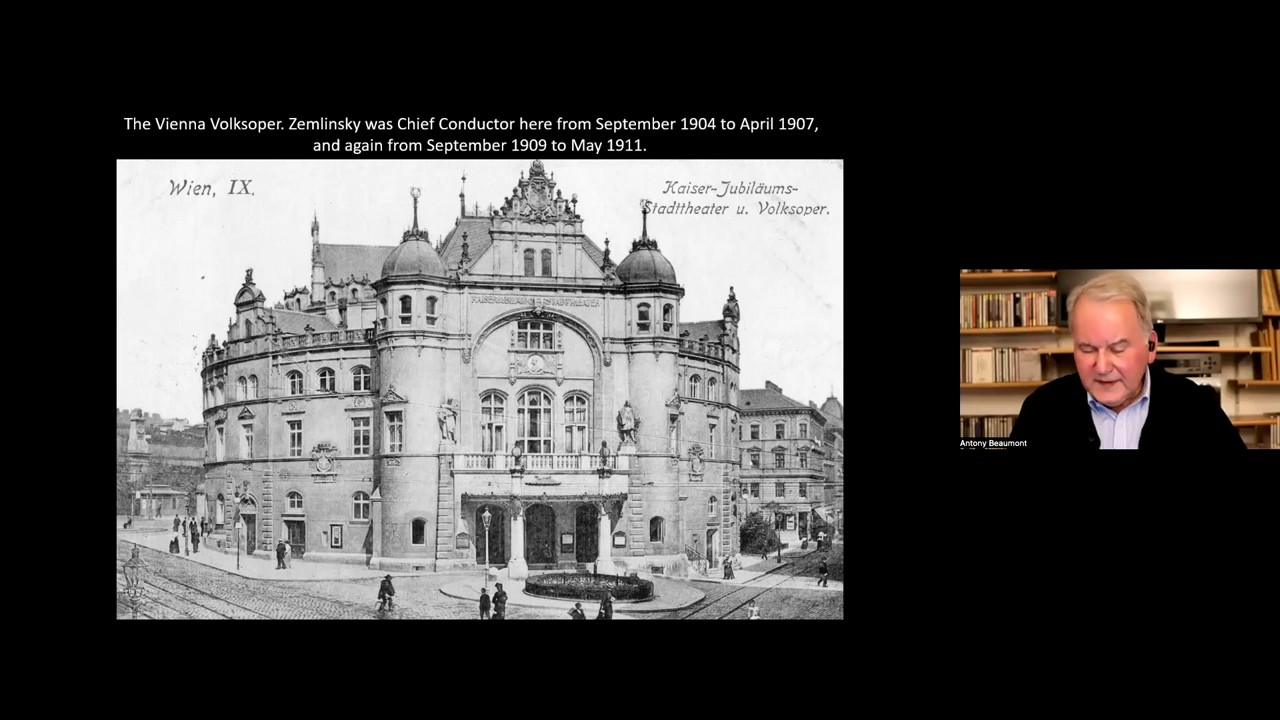 The Vienna Volksoper. Zemlinsky was Chief Conductor here from September 1904 to April 1907,
and again from September 1909 to May 1911.
Wien, IX.
Kaiser-Jubiläums-
Stadttheater u. Volksoper.
Antony Beaumont